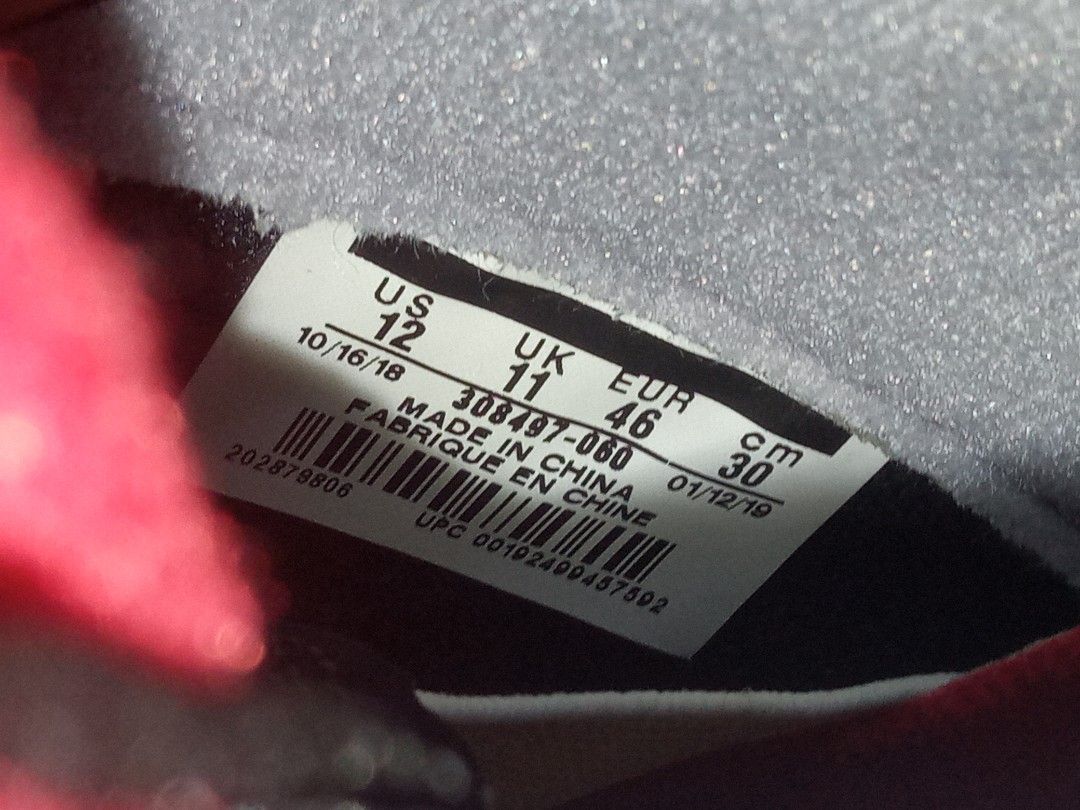 US UK EUR cm
12 11 46 30
10/16/18 308497-060 01/12/19
MADE IN CHINA
FABRIQUE EN CHINE
202879806
UPC 00192499457592